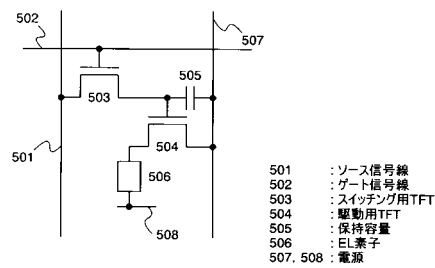 502
507
505
503
504
501
506
508
501 : ソース信号線
502 : ゲート信号線
503 : スイッチング用TFT
504 : 駆動用TFT
505 : 保持容量
506 : EL素子
507, 508 : 電源